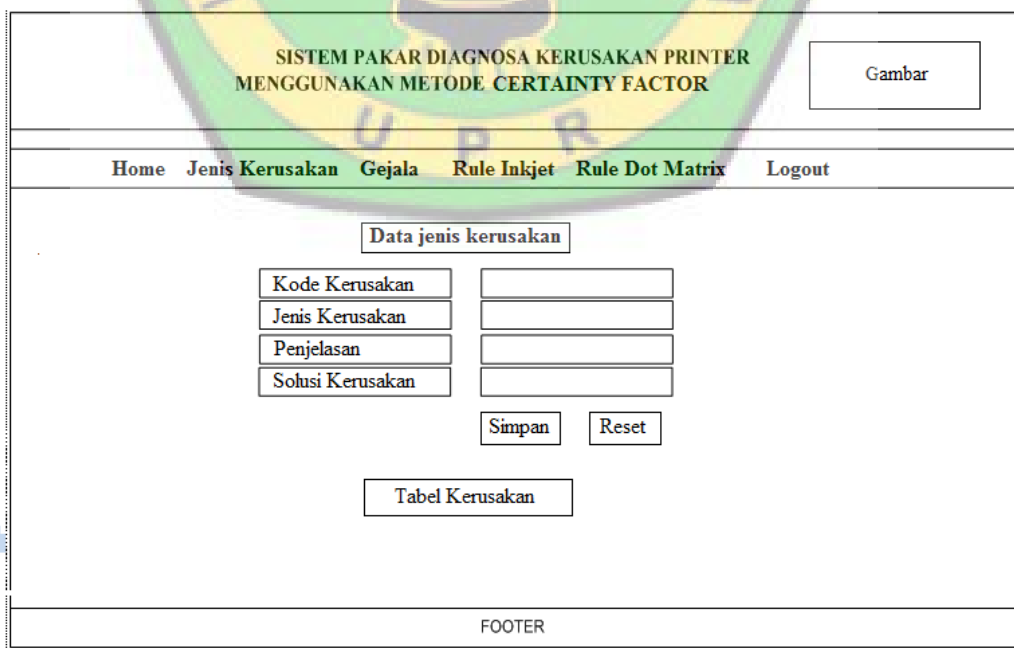 SISTEM PAKAR DIAGNOSA KERUSAKAN PRINTER
MENGGUNAKAN METODE CERTAINTY FACTOR
Gambar
U P R
Home Jenis Kerusakan Gejala Rule Inkjet Rule Dot Matrix Logout
Data jenis kerusakan
Kode Kerusakan
Jenis Kerusakan
Penjelasan
Solusi Kerusakan
Simpan Reset
Tabel Kerusakan
FOOTER